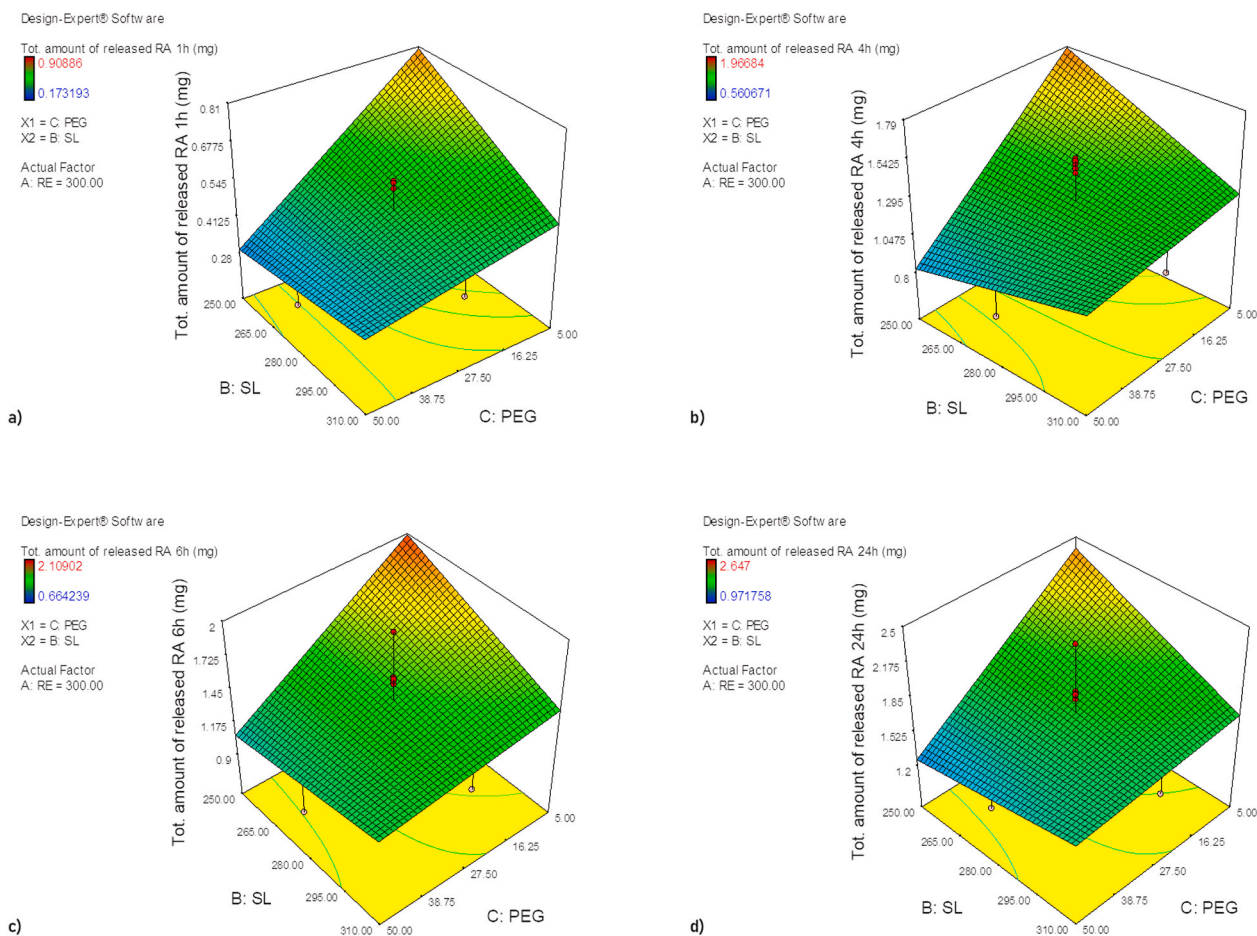 Design-Expert® Softw are
Tot. amount of released RA 1h (mg)
0.90886
0.173193
X1 = C: PEG
X2 = B: SL
Actual Factor
A: RE = 300.00
Tot. amount of released RA 1h (mg)
0.81
0.6775
0.545
0.4125
0.28
250.00
265.00
280.00
295.00
310.00
B: SL
5.00
16.25
27.50
38.75
50.00
C: PEG
a)
Design-Expert® Softw are
Tot. amount of released RA 4h (mg)
1.96684
0.560671
X1 = C: PEG
X2 = B: SL
Actual Factor
A: RE = 300.00
Tot. amount of released RA 4h (mg)
1.79
1.5425
1.295
1.0475
0.8
250.00
265.00
280.00
295.00
310.00
B: SL
5.00
16.25
27.50
38.75
50.00
C: PEG
b)
Design-Expert® Softw are
Tot. amount of released RA 6h (mg)
2.10902
0.664239
X1 = C: PEG
X2 = B: SL
Actual Factor
A: RE = 300.00
Tot. amount of released RA 6h (mg)
2
1.725
1.45
1.175
0.9
250.00
265.00
280.00
295.00
310.00
B: SL
5.00
16.25
27.50
38.75
50.00
C: PEG
c)
Design-Expert® Softw are
Tot. amount of released RA 24h (mg)
2.647
0.971758
X1 = C: PEG
X2 = B: SL
Actual Factor
A: RE = 300.00
Tot. amount of released RA 24h (mg)
2.5
2.175
1.85
1.525
1.2
250.00
265.00
280.00
295.00
310.00
B: SL
5.00
16.25
27.50
38.75
50.00
C: PEG
d)